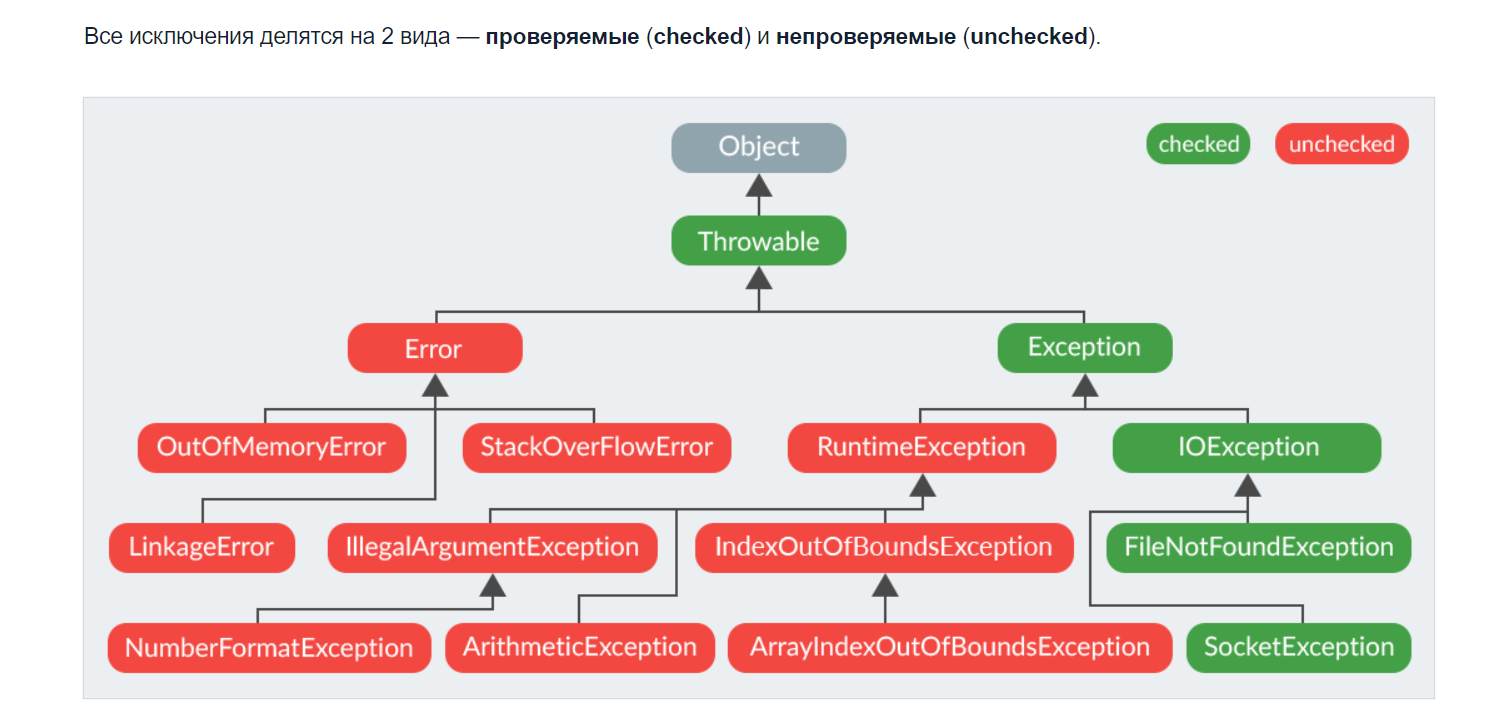 Все исключения делятся на 2 вида — проверяемые (checked) и непроверяемые (unchecked).
Object
checked
unchecked
Throwable
Error
Exception
OutOfMemoryError
StackOverFlowError
RuntimeException
IOException
LinkageError
IllegalArgumentException
IndexOutOfBoundsException
FileNotFoundException
NumberFormatException
ArithmeticException
ArrayIndexOutOfBoundsException
SocketException